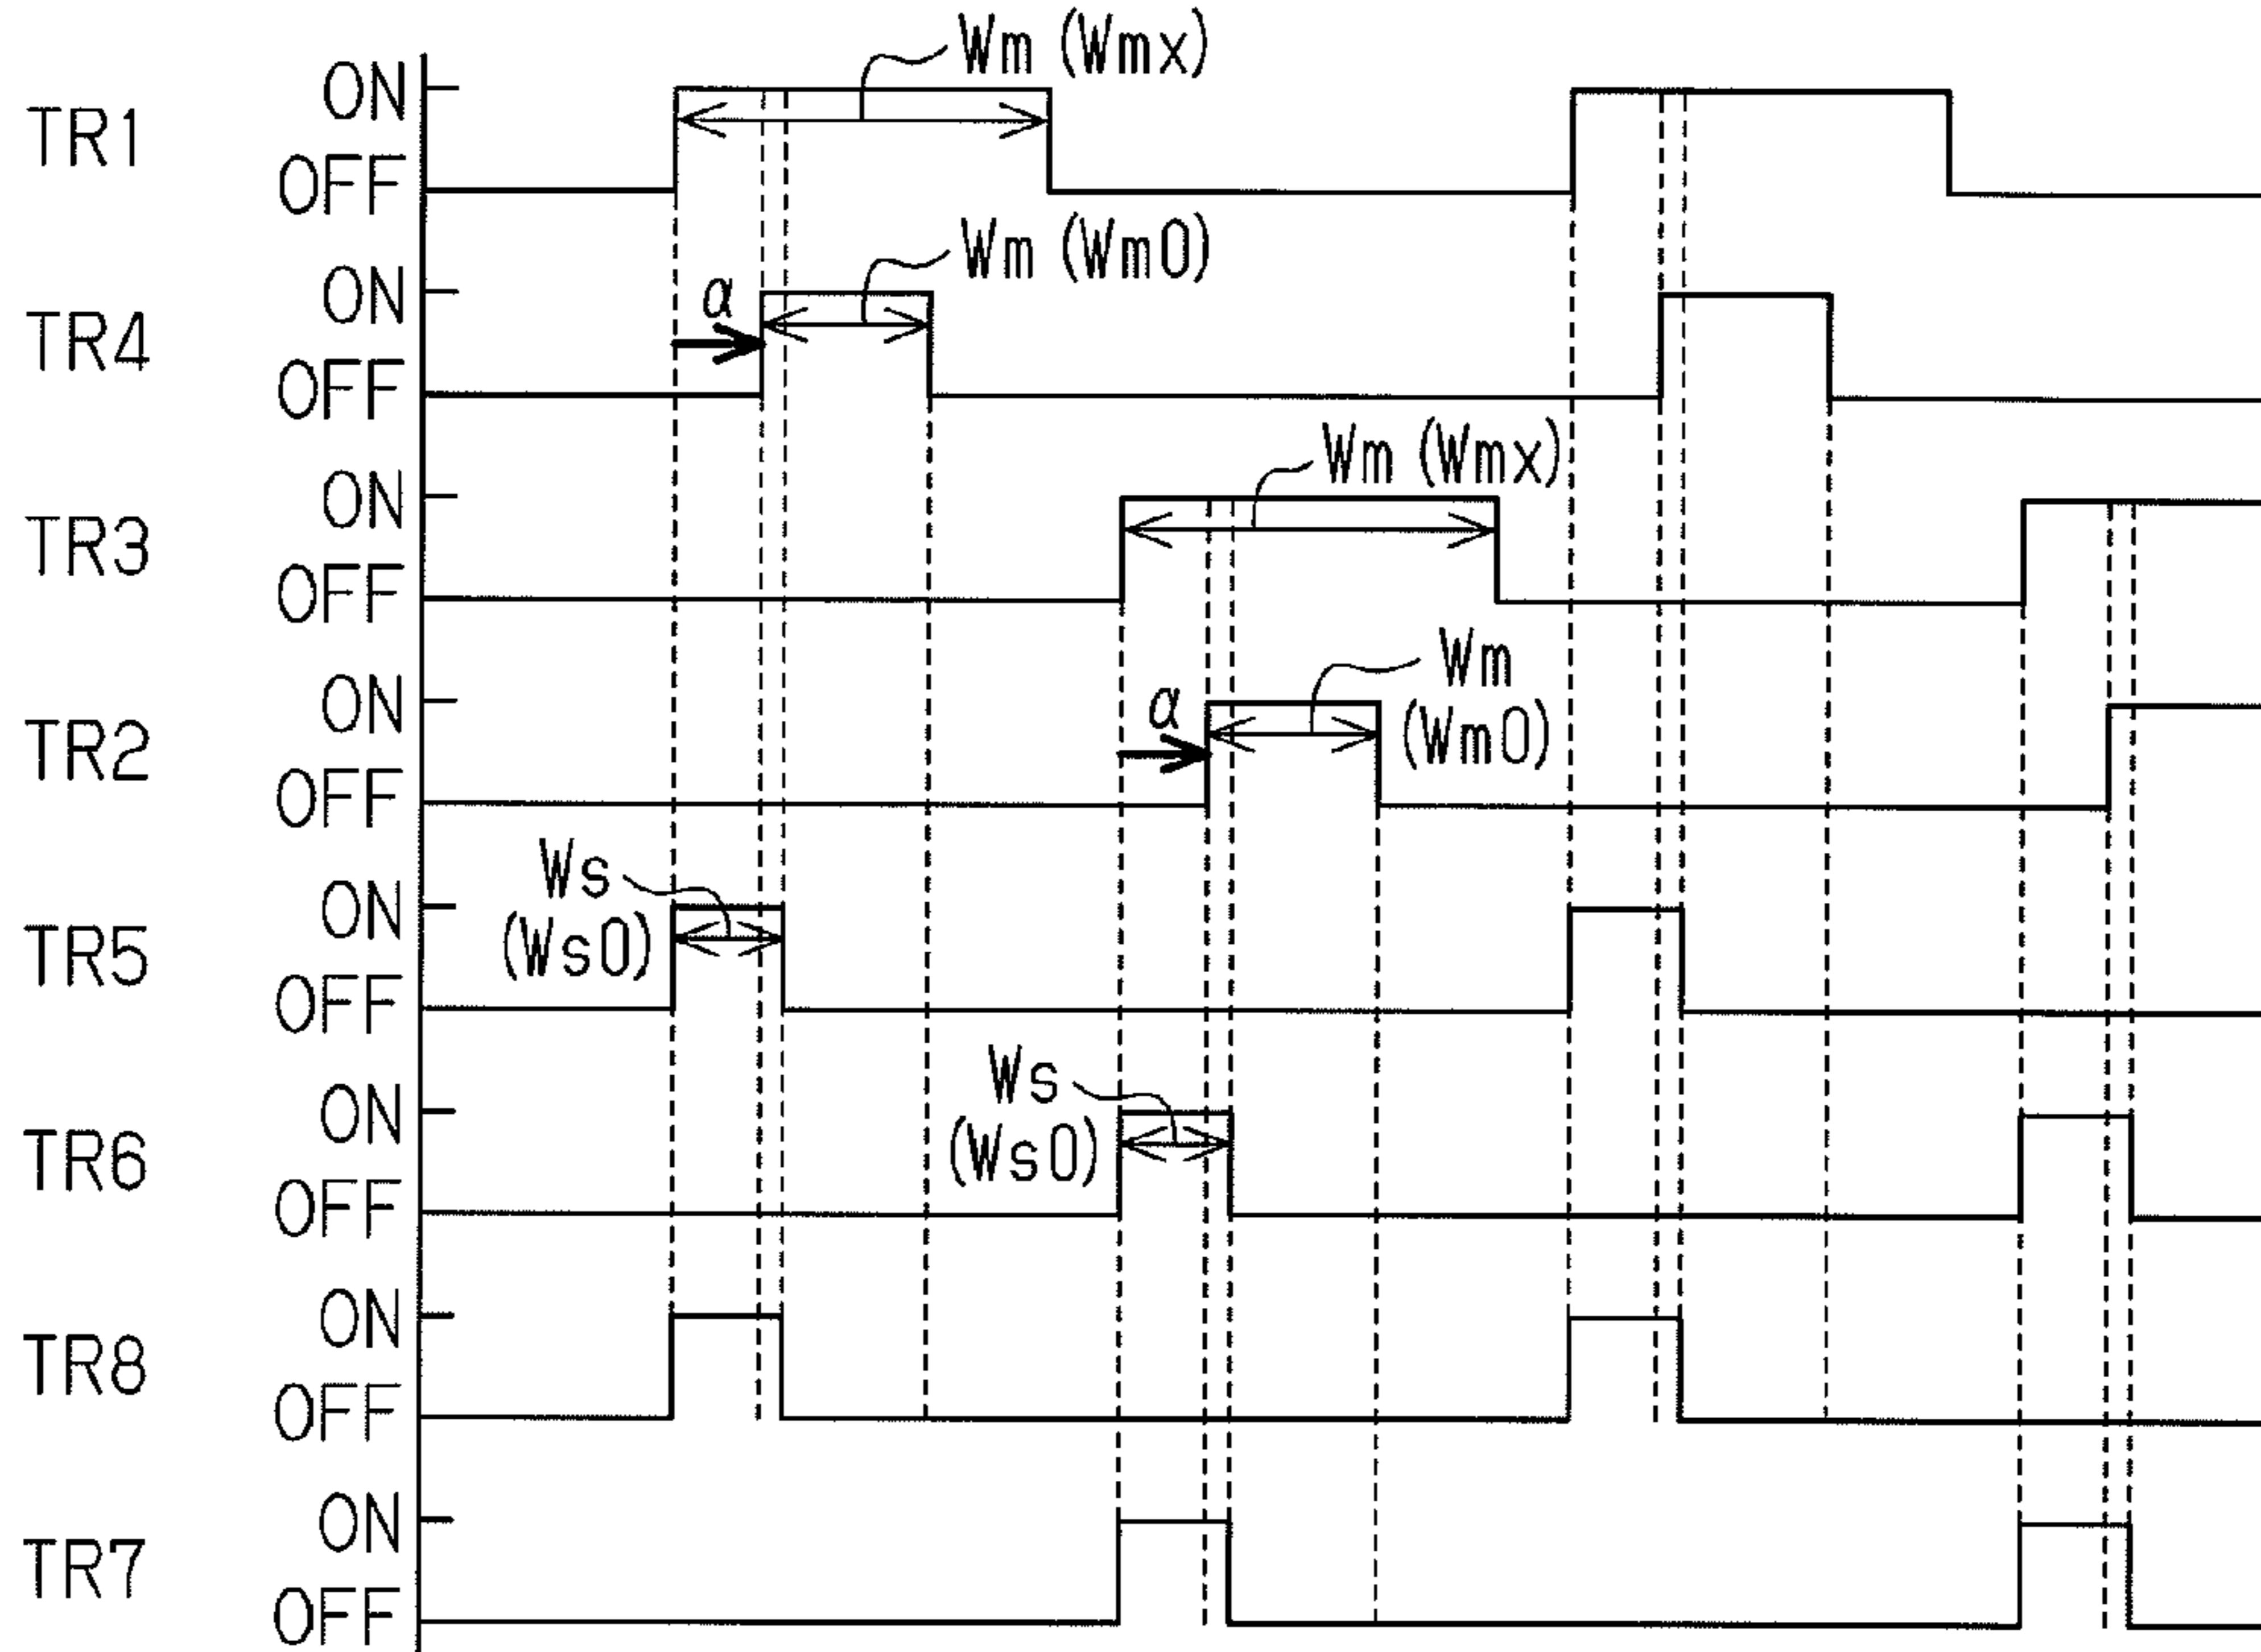 Wm (Wmx)
TR1 ON
OFF
Wm (Wm0)
TR4 ON
α
OFF
Wm (Wmx)
TR3 ON
OFF
Wm
(Wm0)
TR2 ON
α
OFF
Ws
(Ws0)
TR5 ON
OFF
Ws
(Ws0)
TR6 ON
OFF
TR8 ON
OFF
TR7 ON
OFF